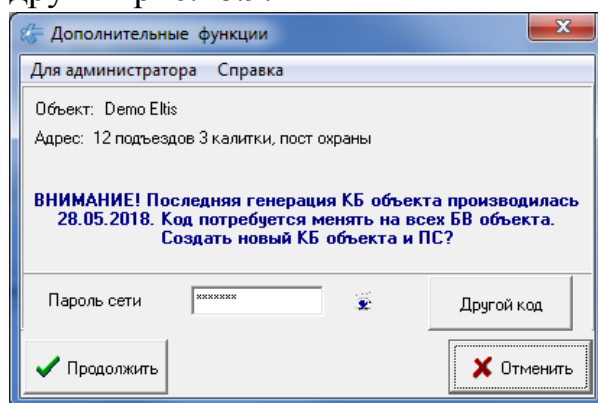 Дополнительные функции
Для администратора Справка
Объект: Demo Eltis
Адрес: 12 подъездов 3 калитки, пост охраны
ВНИМАНИЕ! Последняя генерация КБ объекта производилась
28.05.2018. Код потребуется менять на всех БВ объекта.
Создать новый КБ объекта и ПС?
Пароль сети
×××××××
Другой код
Продолжить
Отменить